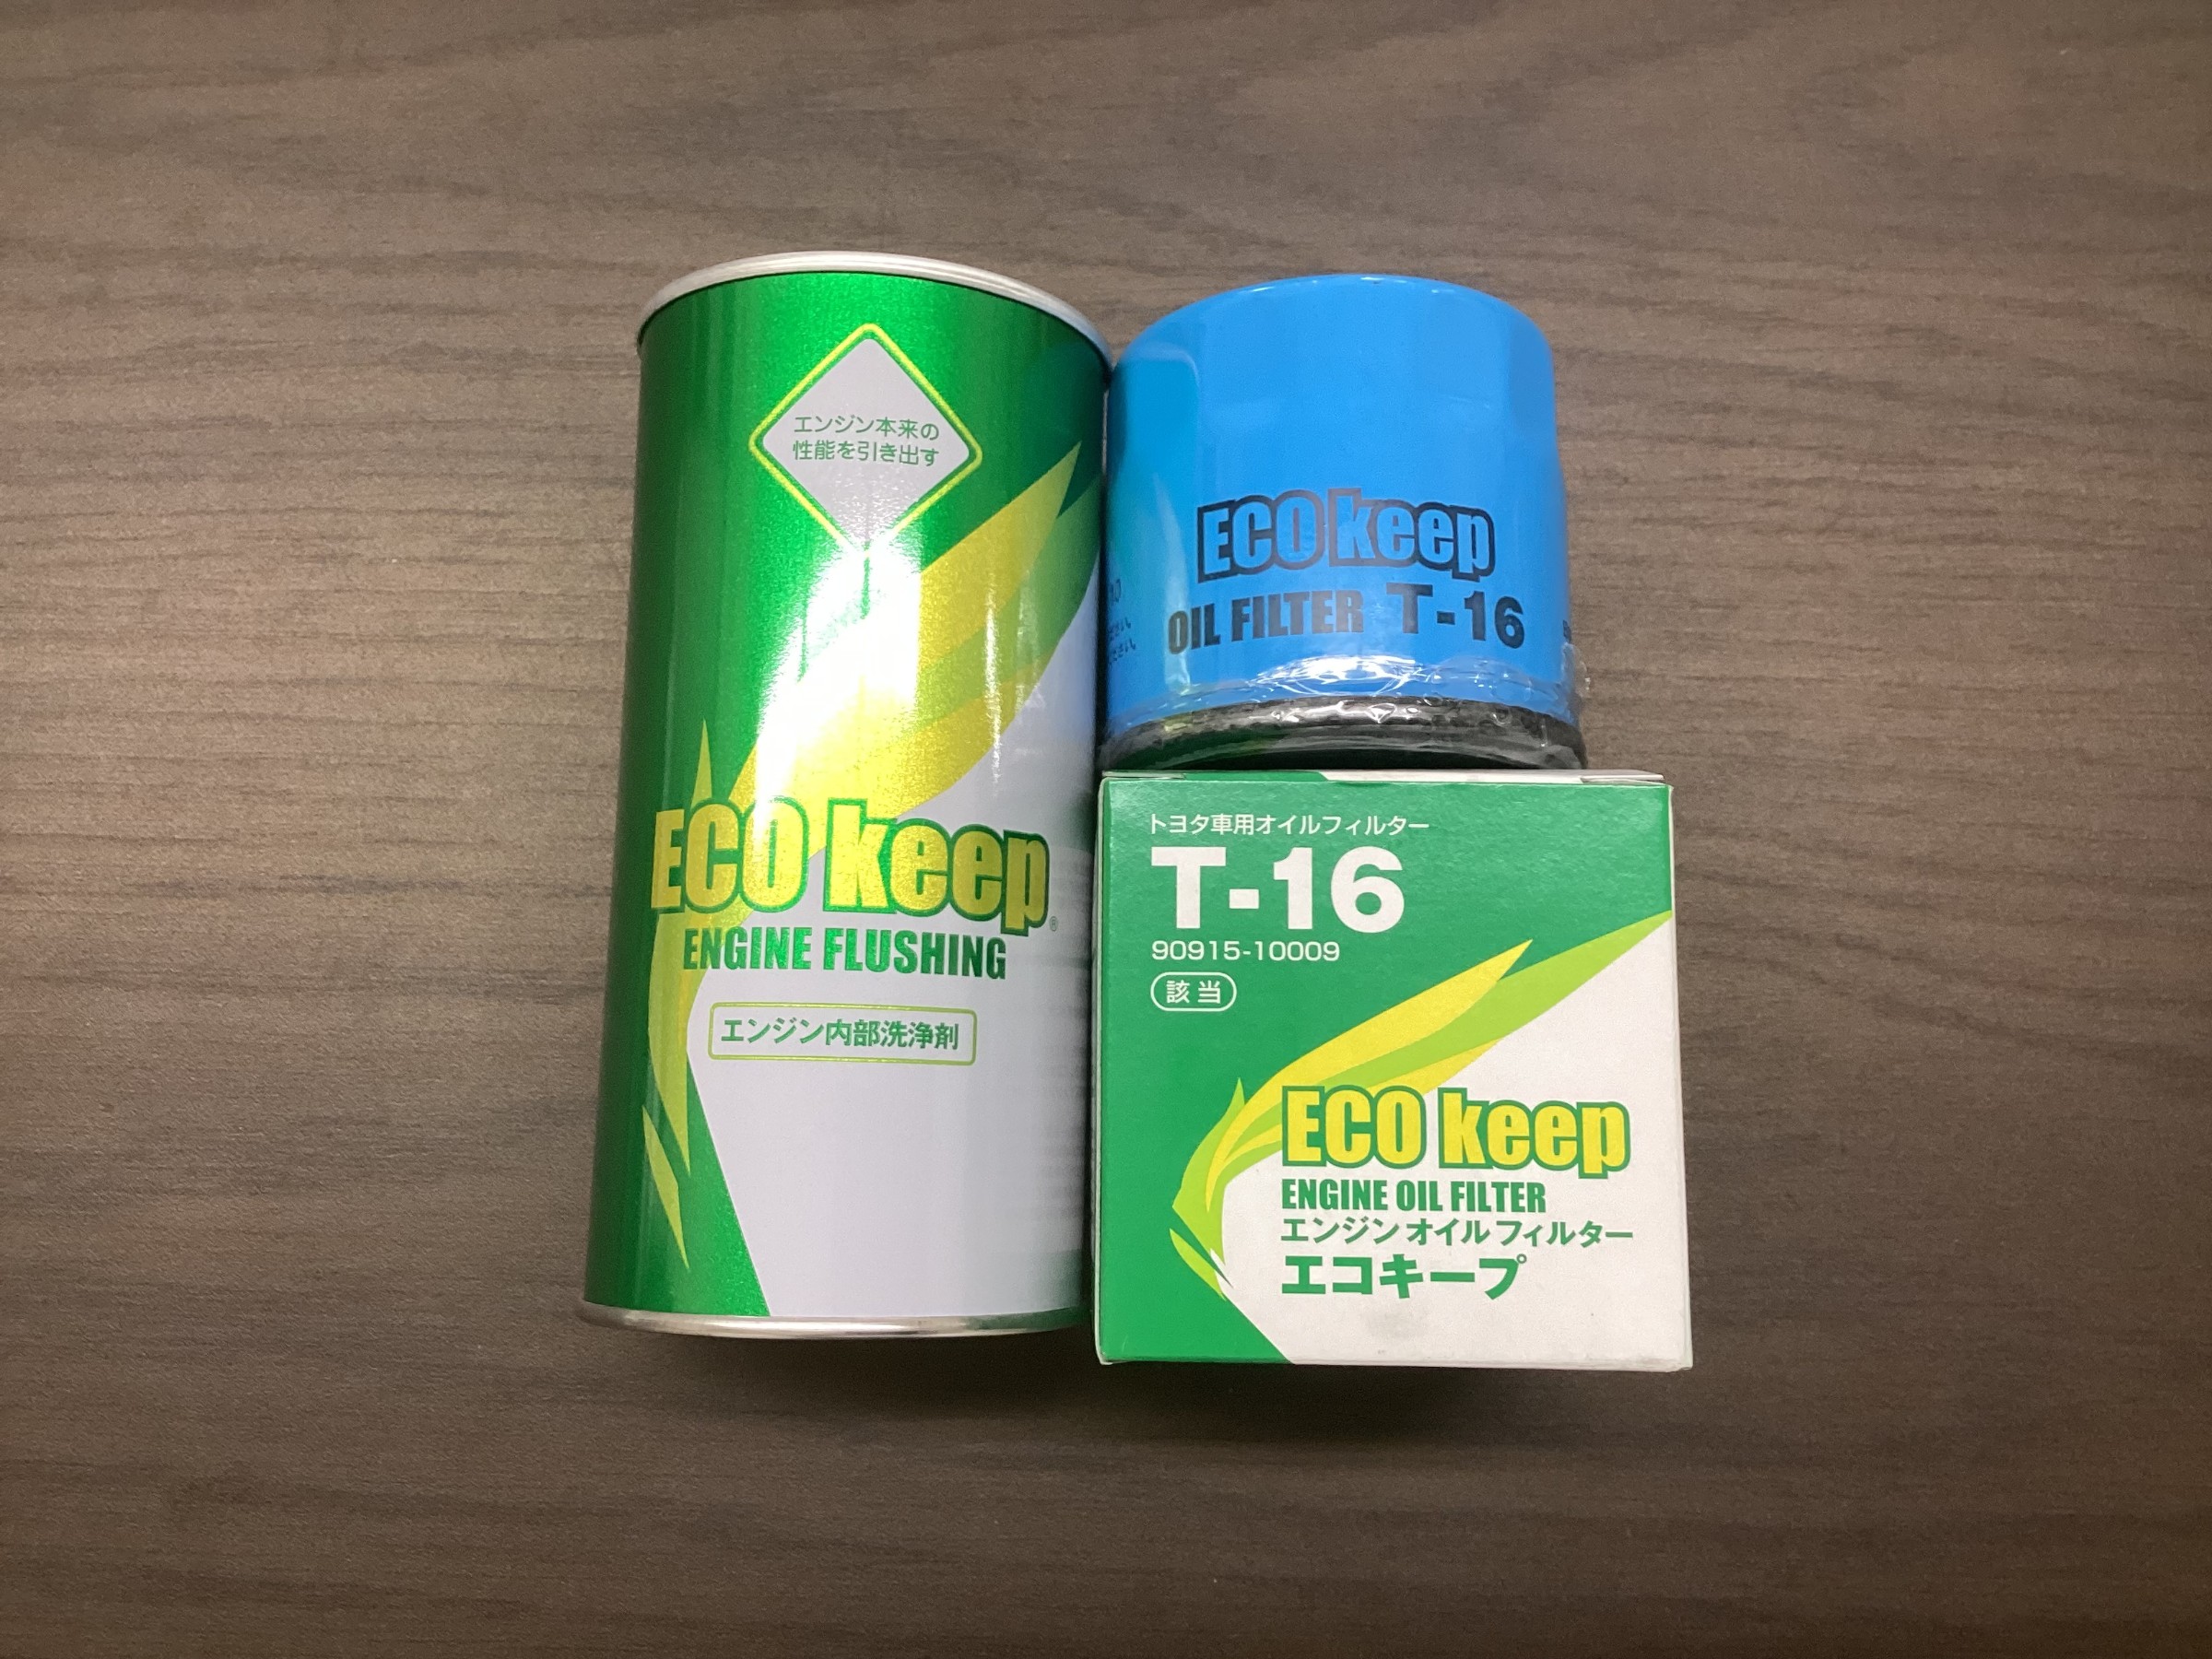 エンジン本来の
性能を引き出す
ECO keep®
ENGINE FLUSHING
エンジン内部洗浄剤
ECO keep
OIL FILTER T-16
トヨタ車用オイルフィルター
T-16
90915-10009
該当
ECO keep
ENGINE OIL FILTER
エンジンオイルフィルター
エコキープ